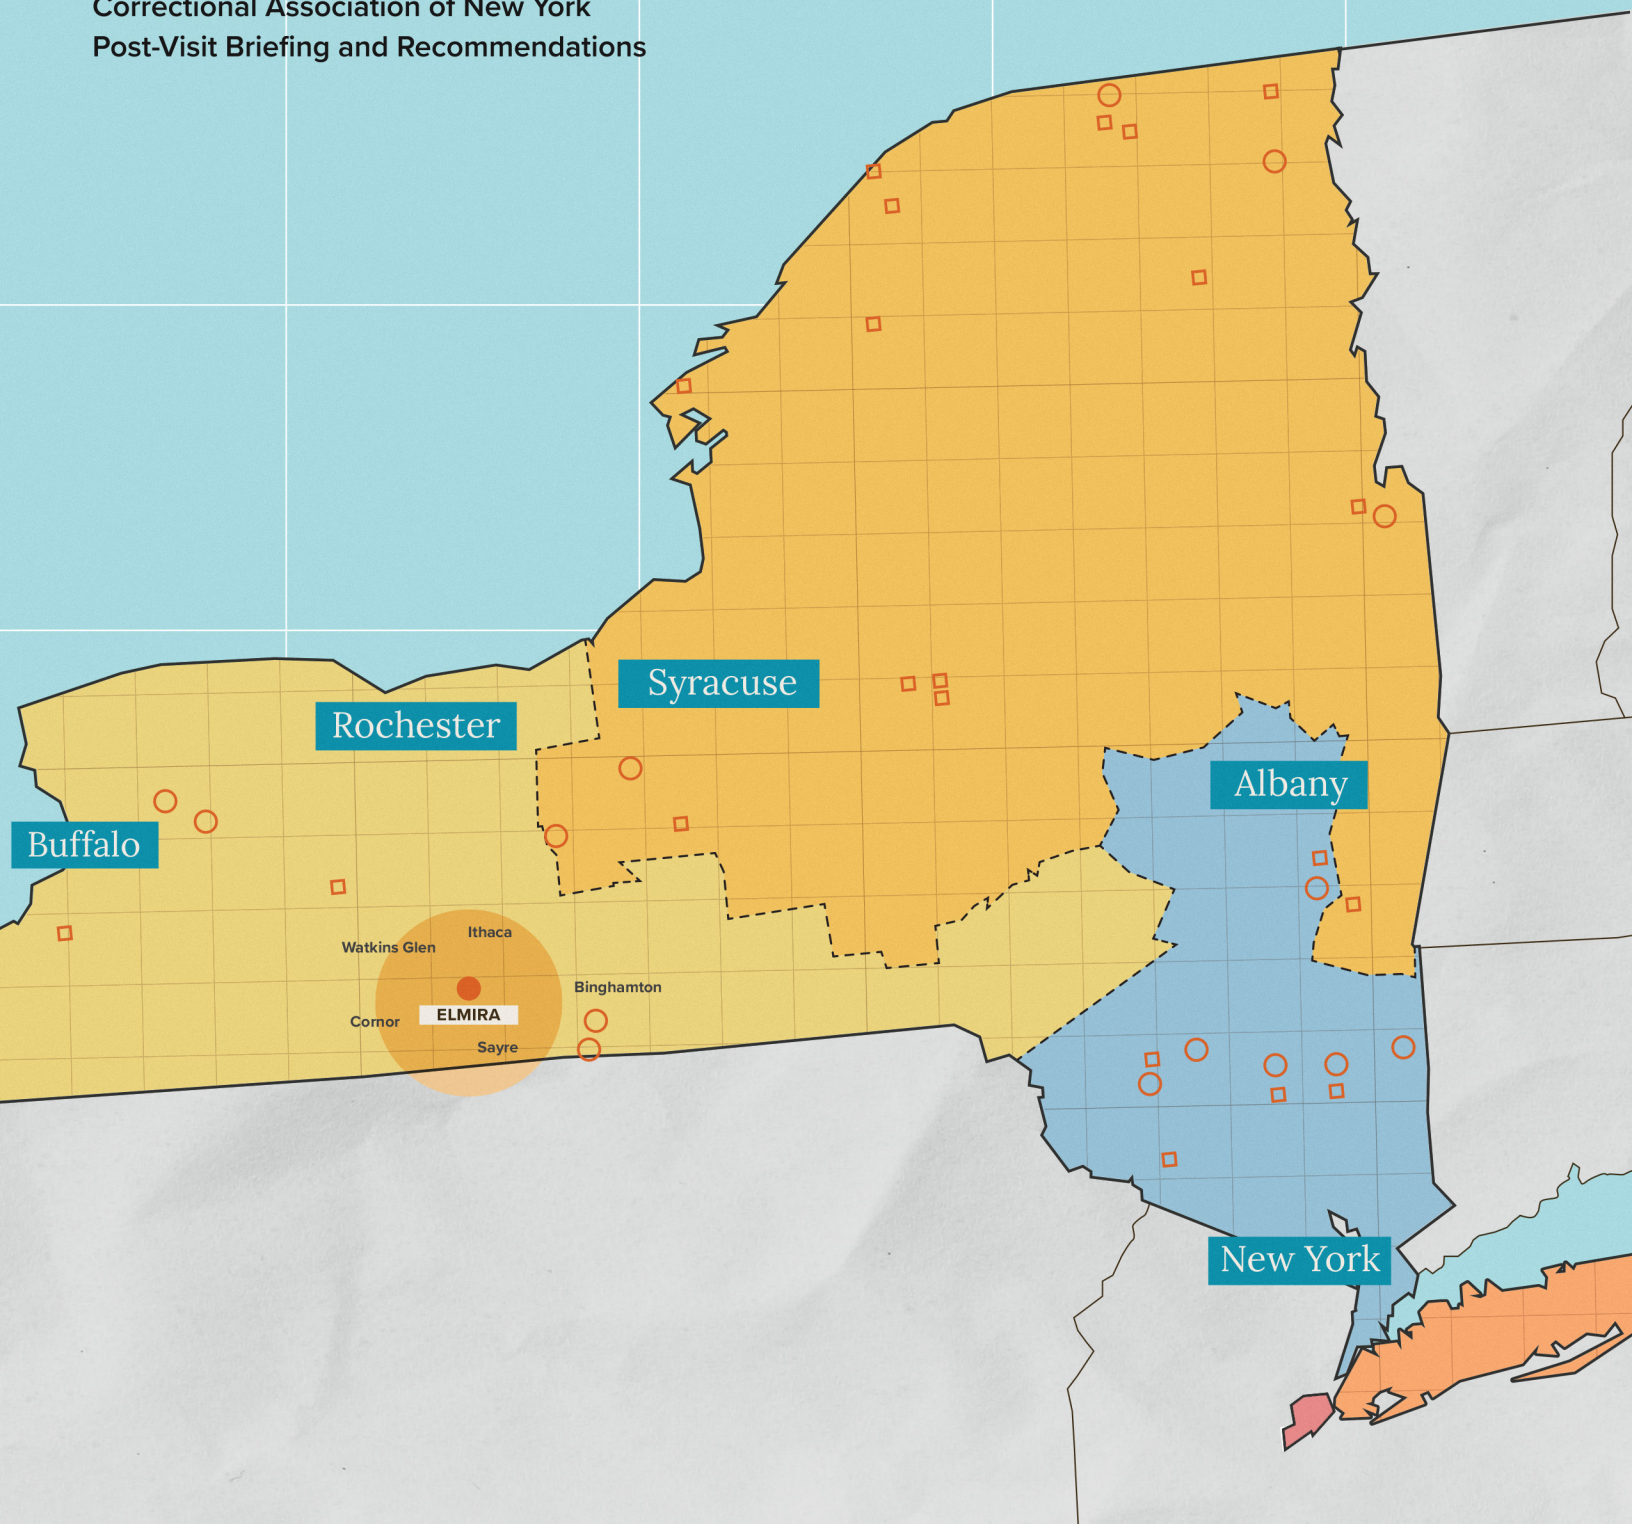 Correctional Association of New York
Post-Visit Briefing and Recommendations
Syracuse
Rochester
Albany
Buffalo
Ithaca
Watkins Glen
Binghamton
ELMIRA
Cornor
Sayre
New York